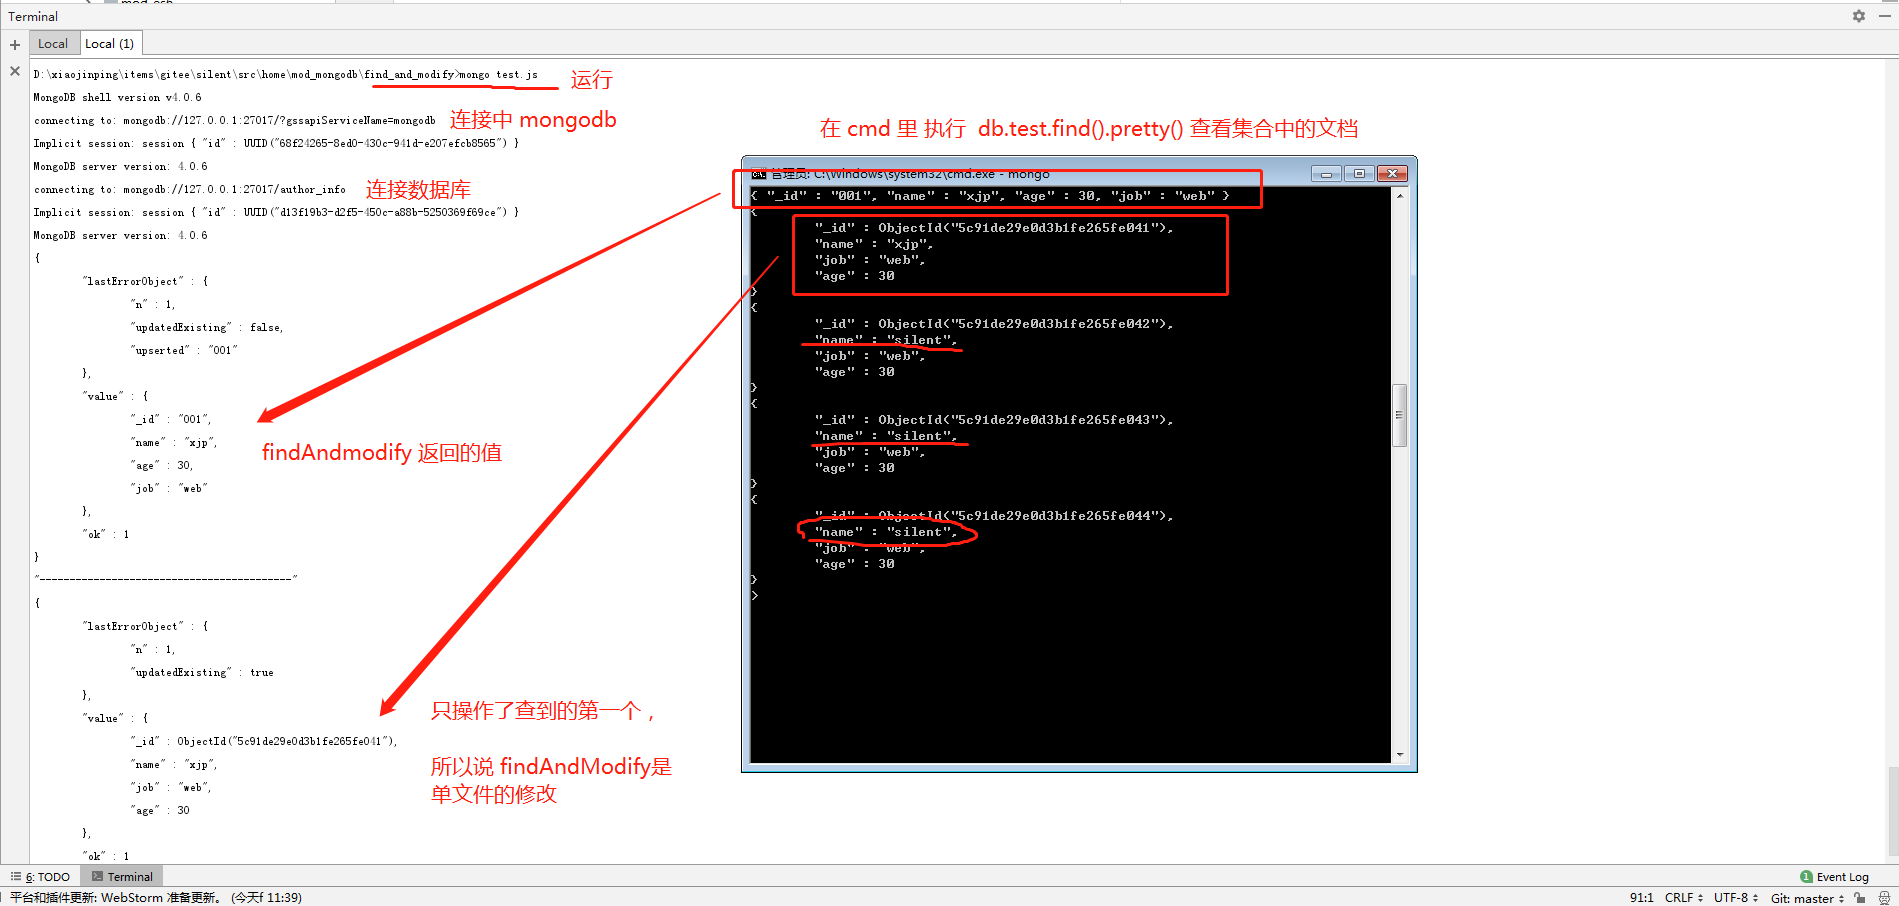 Terminal
Local
Local (1)
D:\xiaojinping\items\gitee\silent\src\home\mod_mongodb\find_and_modify>mongo test.js
运行
MongoDB shell version v4.0.6
connecting to: mongodb://127.0.0.1:27017/?gssapiServiceName=mongodb
连接中 mongodb
Implicit session: session { "id" : UUID("68f24265-8ed0-430c-941d-e207efcb8565") }
MongoDB server version: 4.0.6
connecting to: mongodb://127.0.0.1:27017/author_info
连接数据库
Implicit session: session { "id" : UUID("d13f19b3-d2f5-450c-a88b-5250369f69ce") }
MongoDB server version: 4.0.6
{
"lastErrorObject" : {
"n" : 1,
"updatedExisting" : false,
"upserted" : "001"
},
"value" : {
"_id" : "001",
"name" : "xjp",
"age" : 30,
"job" : "web"
},
"ok" : 1
}
findAndmodify 返回的值
"------------------------------------------"
{
"lastErrorObject" : {
"n" : 1,
"updatedExisting" : true
},
"value" : {
"_id" : ObjectId("5c91de29e0d3b1fe265fe041"),
"name" : "xjp",
"job" : "web",
"age" : 30
},
"ok" : 1
只操作了查到的第一个，
所以说 findAndModify是
单文件的修改
在 cmd 里 执行 db.test.find().pretty() 查看集合中的文档
管理员: C:\Windows\system32\cmd.exe - mongo
{ "_id" : "001", "name" : "xjp", "age" : 30, "job" : "web" }
{
"_id" : ObjectId("5c91de29e0d3b1fe265fe041"),
"name" : "xjp",
"job" : "web",
"age" : 30
}
{
"_id" : ObjectId("5c91de29e0d3b1fe265fe042"),
"name" : "silent",
"job" : "web",
"age" : 30
}
{
"_id" : ObjectId("5c91de29e0d3b1fe265fe043"),
"name" : "silent",
"job" : "web",
"age" : 30
}
{
"_id" : ObjectId("5c91de29e0d3b1fe265fe044"),
"name" : "silent",
"job" : "web",
"age" : 30
}
>
6: TODO
Terminal
1 Event Log
平台和插件更新: WebStorm 准备更新。 (今天f 11:39)
91:1 CRLF UTF-8 Git: master